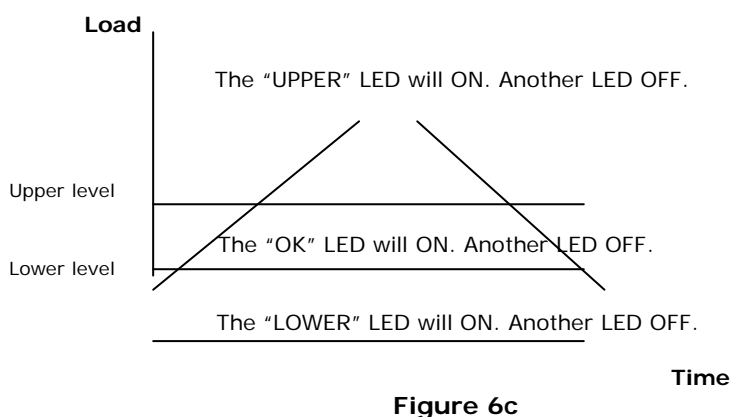 Load
The “UPPER” LED will ON. Another LED OFF.
Upper level
The “OK” LED will ON. Another LED OFF.
Lower level
The “LOWER” LED will ON. Another LED OFF.
Time
Figure 6c